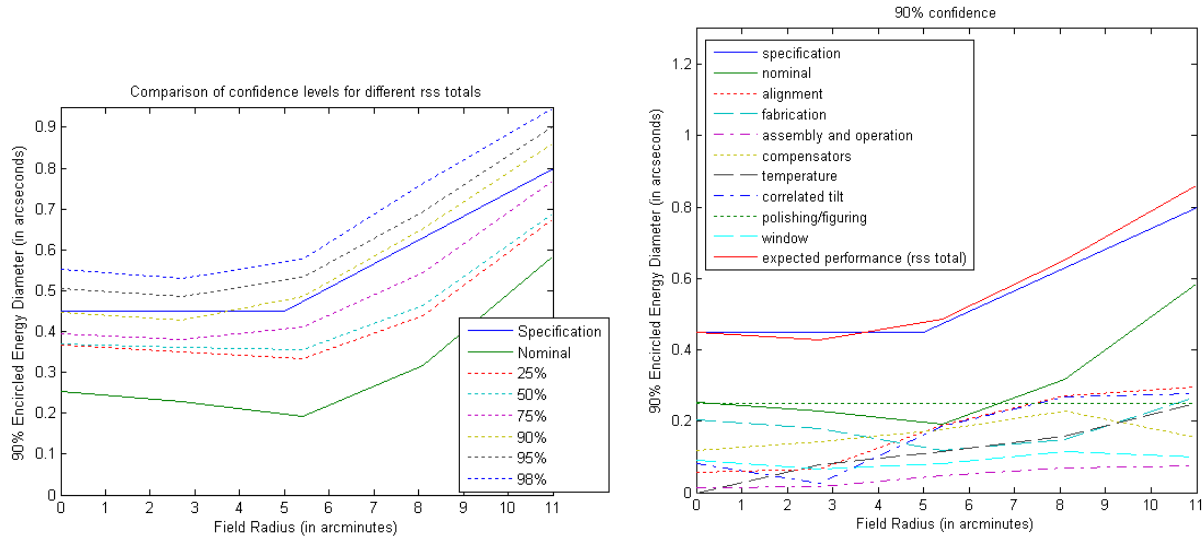 Comparison of confidence levels for different rss totals
90% Encircled Energy Diameter (in arcseconds)
0.9
0.8
0.7
0.6
0.5
0.4
0.3
0.2
0.1
0
0 1 2 3 4 5 6 7 8 9 10 11
Field Radius (in arcminutes)
Specification
Nominal
25%
50%
75%
90%
95%
98%
90% confidence
90% Encircled Energy Diameter (in arcseconds)
1.2
1
0.8
0.6
0.4
0.2
0
0 1 2 3 4 5 6 7 8 9 10 11
Field Radius (in arcminutes)
specification
nominal
alignment
fabrication
assembly and operation
compensators
temperature
correlated tilt
polishing/figuring
window
expected performance (rss total)